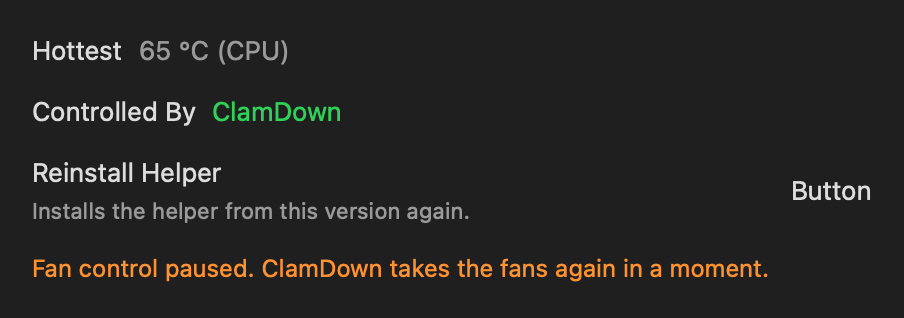 Hottest 65 °C (CPU)
Controlled By ClamDown
Reinstall Helper
Installs the helper from this version again.
Button
Fan control paused. ClamDown takes the fans again in a moment.